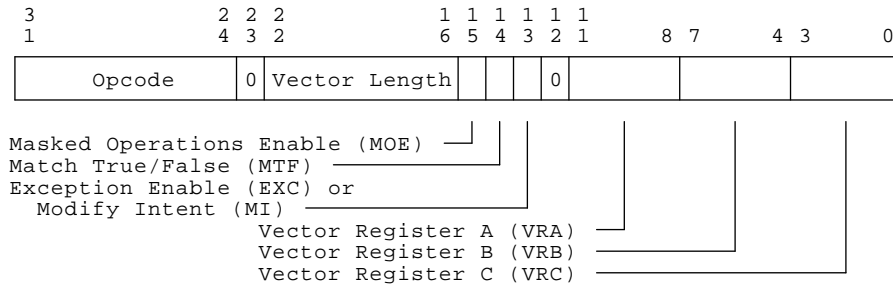 3 2 2 2 1 1 1 1 1 1
1 4 3 2 6 5 4 3 2 1 8 7 4 3 0
Opcode 0 Vector Length 0
Masked Operations Enable (MOE)
Match True/False (MTF)
Exception Enable (EXC) or
Modify Intent (MI)
Vector Register A (VRA)
Vector Register B (VRB)
Vector Register C (VRC)